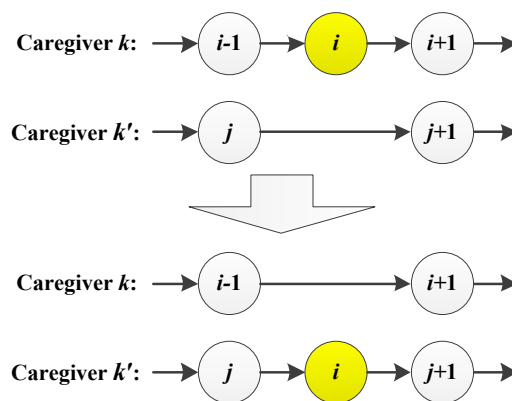 Caregiver k: i-1 i i+1
Caregiver k': j j+1
Caregiver k: i-1 i+1
Caregiver k': j i j+1